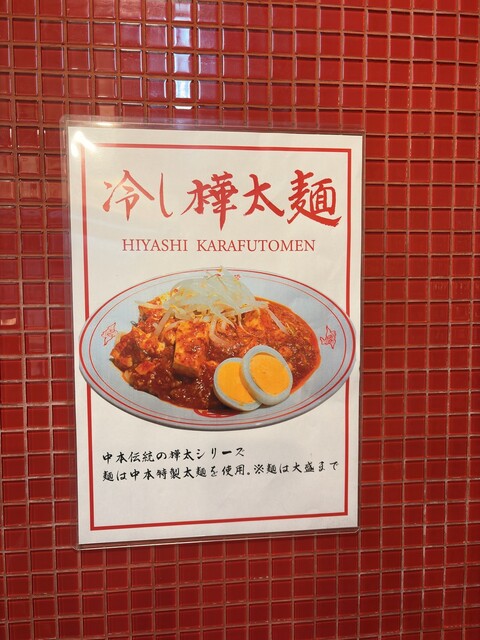 冷し樺太麺
HIYASHI KARAFUTOMEN
中本伝統の樺太シリーズ
麺は中本特製太麺を使用。※麺は大盛まで